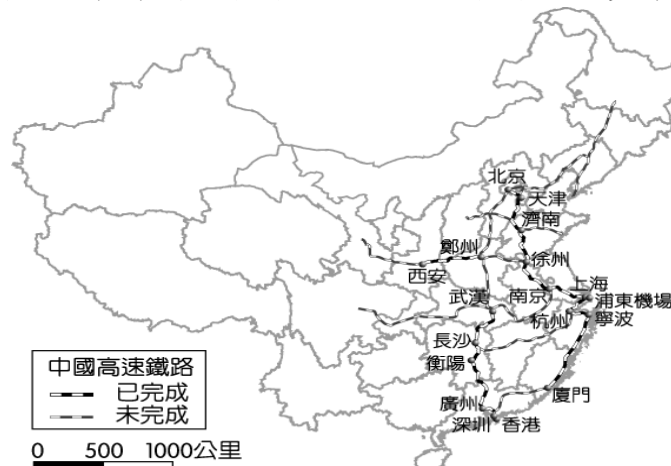 北京
天津
濟南
鄭州
徐州
西安
上海
武漢
南京
浦東機場
杭州
寧波
長沙
衡陽
廈門
廣州
深圳
香港
中國高速鐵路
已完成
未完成
0 500 1000公里